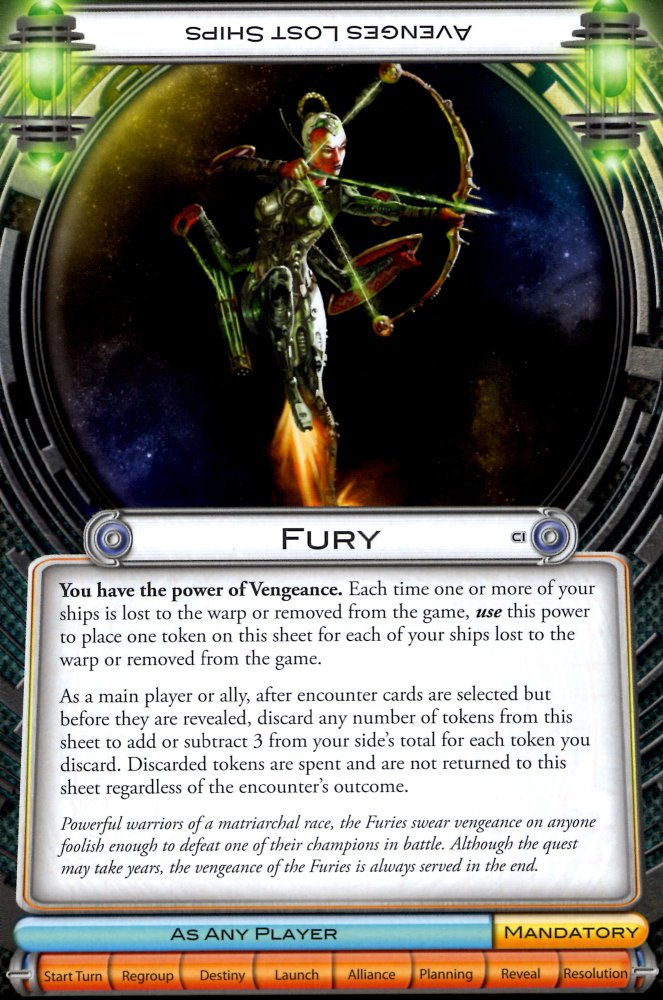 AVENGES LOST SHIPS
FURY
CI
You have the power of Vengeance. Each time one or more of your
ships is lost to the warp or removed from the game, use this power
to place one token on this sheet for each of your ships lost to the
warp or removed from the game.
As a main player or ally, after encounter cards are selected but
before they are revealed, discard any number of tokens from this
sheet to add or subtract 3 from your side's total for each token you
discard. Discarded tokens are spent and are not returned to this
sheet regardless of the encounter's outcome.
Powerful warriors of a matriarchal race, the Furies swear vengeance on anyone
foolish enough to defeat one of their champions in battle. Although the quest
may take years, the vengeance of the Furies is always served in the end.
AS ANY PLAYER MANDATORY
Start Turn Regroup Destiny Launch Alliance Planning Reveal Resolution